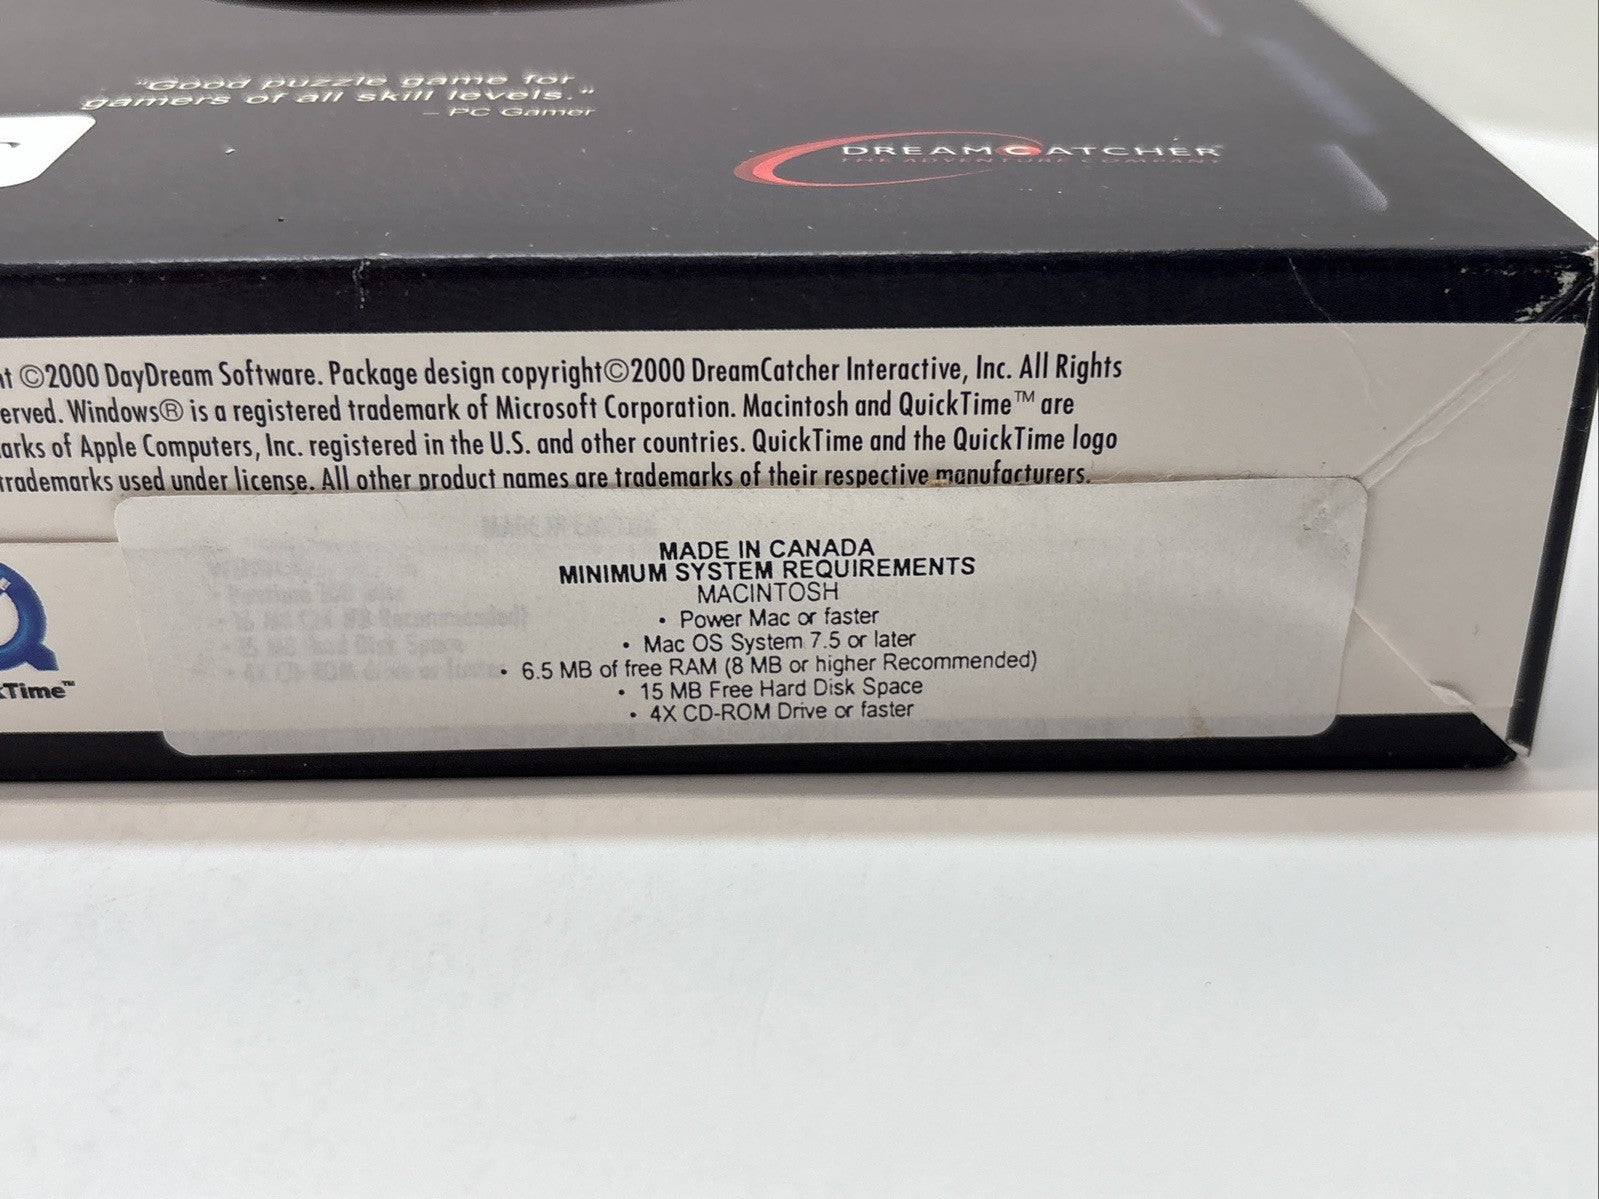 "Good puzzle game for
gamers of all skill levels."
– PC Gamer
DREAMCATCHER
THE ADVENTURE COMPANY
©2000 DayDream Software. Package design copyright©2000 DreamCatcher Interactive, Inc. All Rights
erved. Windows® is a registered trademark of Microsoft Corporation. Macintosh and QuickTime™ are
arks of Apple Computers, Inc. registered in the U.S. and other countries. QuickTime and the QuickTime logo
trademarks used under license. All other product names are trademarks of their respective manufacturers.
MADE IN CANADA
MINIMUM SYSTEM REQUIREMENTS
MACINTOSH
• Power Mac or faster
• Mac OS System 7.5 or later
• 6.5 MB of free RAM (8 MB or higher Recommended)
• 15 MB Free Hard Disk Space
• 4X CD-ROM Drive or faster
kTime™